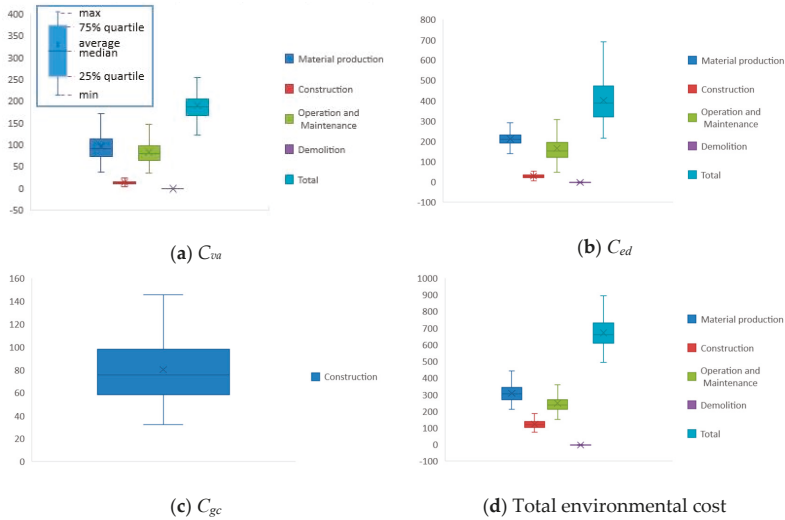 max
75% quartile
average
median
25% quartile
min
400
350
300
250
200
150
100
50
0
-50
Material production
Construction
Operation and
Maintenance
Demolition
Total
(a) Cva
800
700
600
500
400
300
200
100
0
-100
Material production
Construction
Operation and
Maintenance
Demolition
Total
(b) Ced
160
140
120
100
80
60
40
20
0
Construction
(c) Cgc
1000
900
800
700
600
500
400
300
200
100
0
-100
Material production
Construction
Operation and
Maintenance
Demolition
Total
(d) Total environmental cost